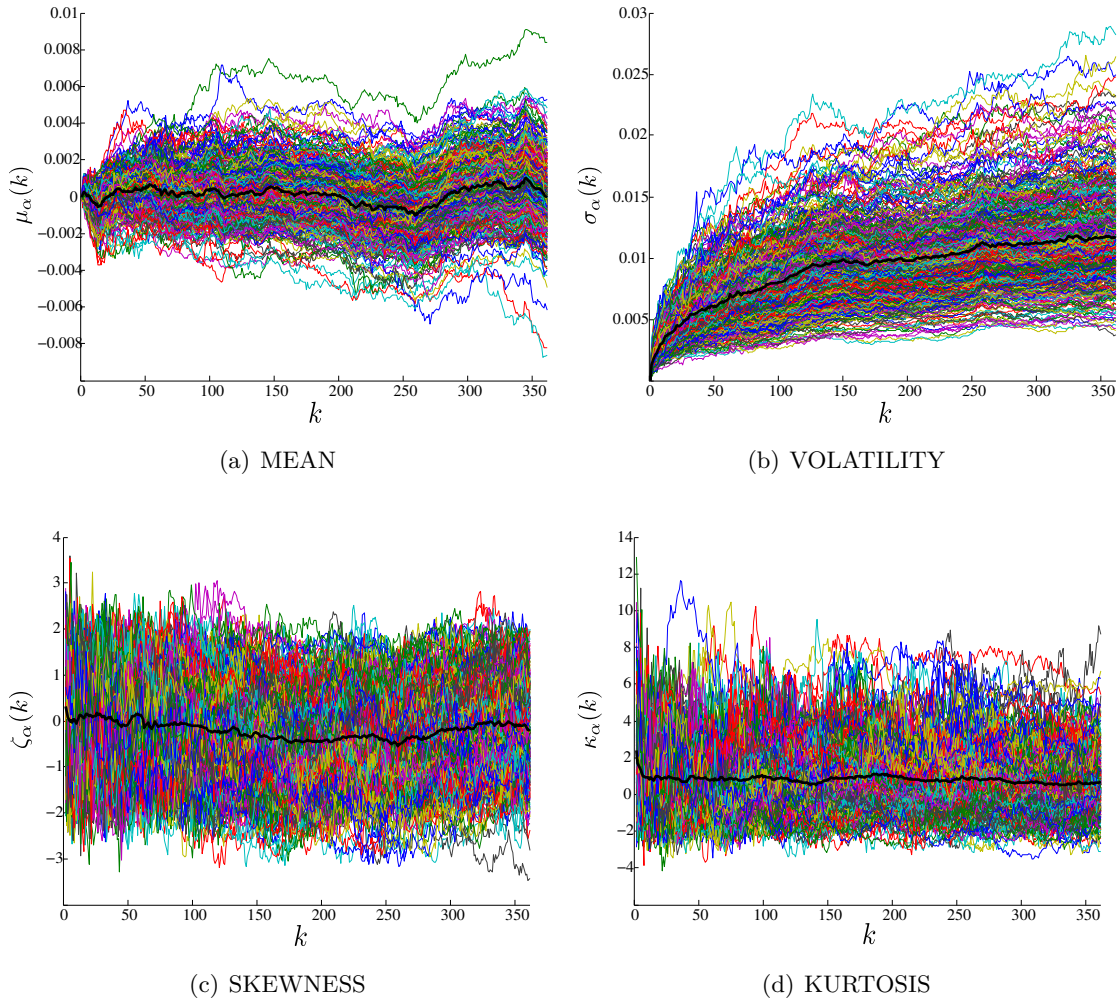 0.01
0.008
0.006
0.004
0.002
0
−0.002
−0.004
−0.006
−0.008
μα(k)
0 50 100 150 200 250 300 350
k
(a) MEAN
0.03
0.025
0.02
0.015
0.01
0.005
σα(k)
0 50 100 150 200 250 300 350
k
(b) VOLATILITY
4
3
2
1
0
−1
−2
−3
ζα(k)
0 50 100 150 200 250 300 350
k
(c) SKEWNESS
14
12
10
8
6
4
2
0
−2
−4
κα(k)
0 50 100 150 200 250 300 350
k
(d) KURTOSIS